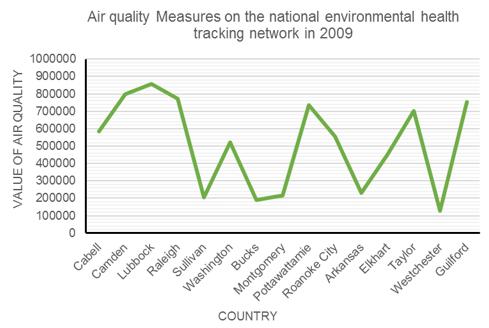 Air quality Measures on the national environmental health
tracking network in 2009
VALUE OF AIR QUALITY
1000000
900000
800000
700000
600000
500000
400000
300000
200000
100000
0
Cabell
Camden
Lubbock
Raleigh
Sullivan
Washington
Bucks
Montgomery
Pottawattamie
Roanoke City
Arkansas
Elkhart
Taylor
Westchester
Guilford
COUNTRY